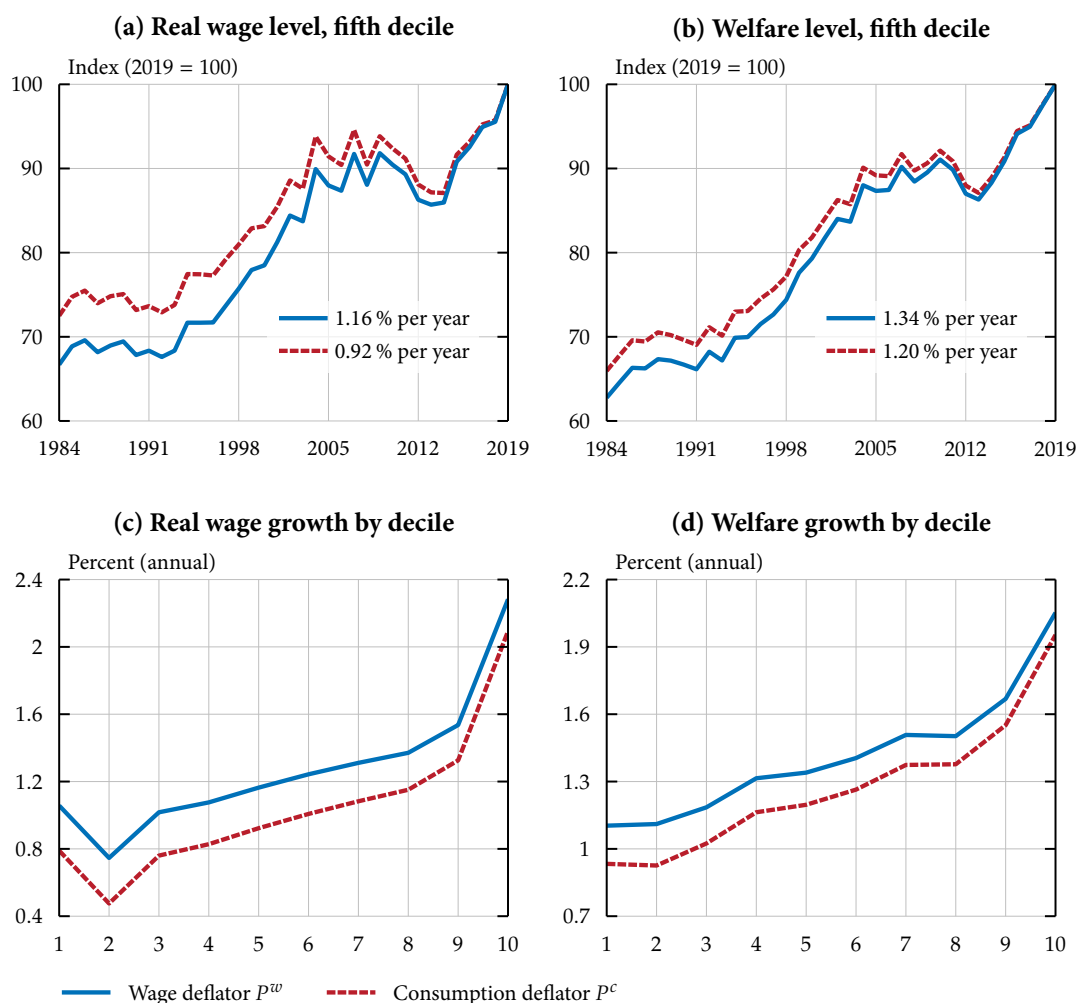 (a) Real wage level, fifth decile
Index (2019 = 100)
100
90
80
70
60
1984 1991 1998 2005 2012 2019
1.16 % per year
0.92 % per year
(b) Welfare level, fifth decile
Index (2019 = 100)
100
90
80
70
60
1984 1991 1998 2005 2012 2019
1.34 % per year
1.20 % per year
(c) Real wage growth by decile
Percent (annual)
2.4
2
1.6
1.2
0.8
0.4
1 2 3 4 5 6 7 8 9 10
(d) Welfare growth by decile
Percent (annual)
2.2
1.9
1.6
1.3
1
0.7
1 2 3 4 5 6 7 8 9 10
Wage deflator P^w Consumption deflator P^c